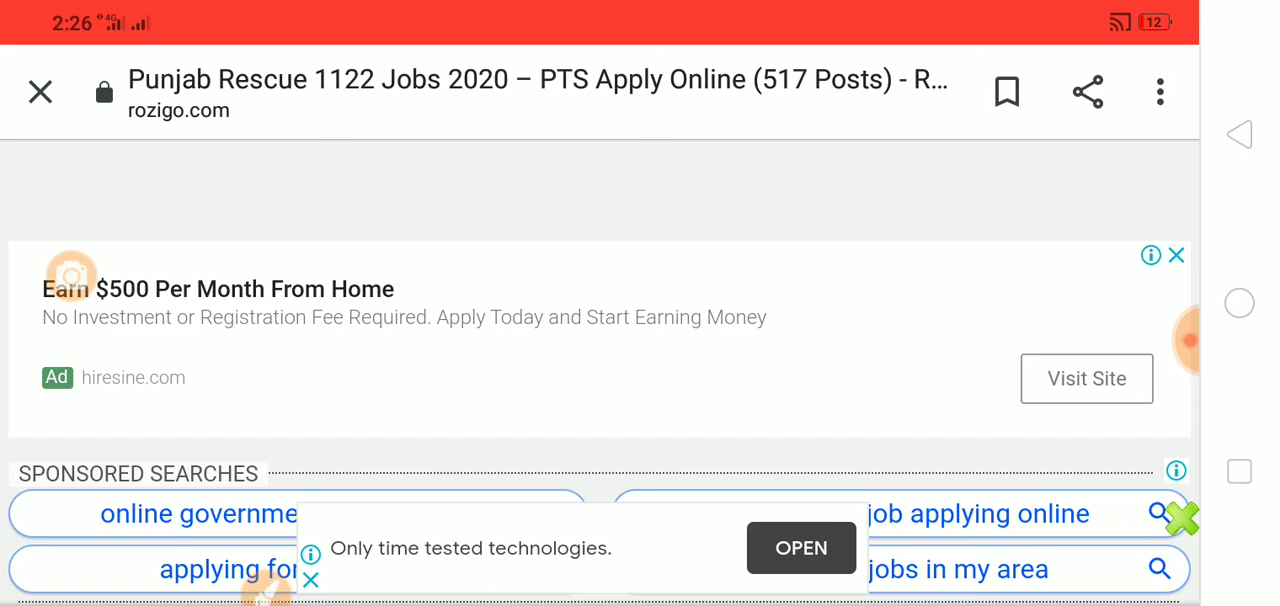 2:26 4G 12
Punjab Rescue 1122 Jobs 2020 – PTS Apply Online (517 Posts) - R...
rozigo.com
Earn $500 Per Month From Home
No Investment or Registration Fee Required. Apply Today and Start Earning Money
Ad hiresine.com
Visit Site
SPONSORED SEARCHES
online governme
job applying online
Only time tested technologies.
OPEN
applying for
jobs in my area